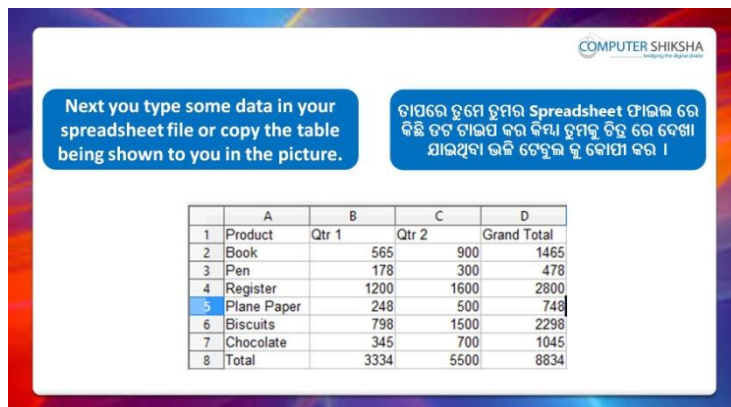 COMPUTER SHIKSHA
Bridging the digital divide
Next you type some data in your
spreadsheet file or copy the table
being shown to you in the picture.
ତାପରେ ତୁମେ ତୁମର Spreadsheet ଫାଇଲ ରେ
କିଛି ଡଟ ଟାଇପ କର କିମ୍ଵା ତୁମକୁ ଚିତ୍ର ରେ ଦେଖା
ଯାଇଥିବା ଭଳି ଟେବୁଲ କୁ କୋପୀ କର ।
A B C D
1 Product Qtr 1 Qtr 2 Grand Total
2 Book 565 900 1465
3 Pen 178 300 478
4 Register 1200 1600 2800
5 Plane Paper 248 500 748
6 Biscuits 798 1500 2298
7 Chocolate 345 700 1045
8 Total 3334 5500 8834